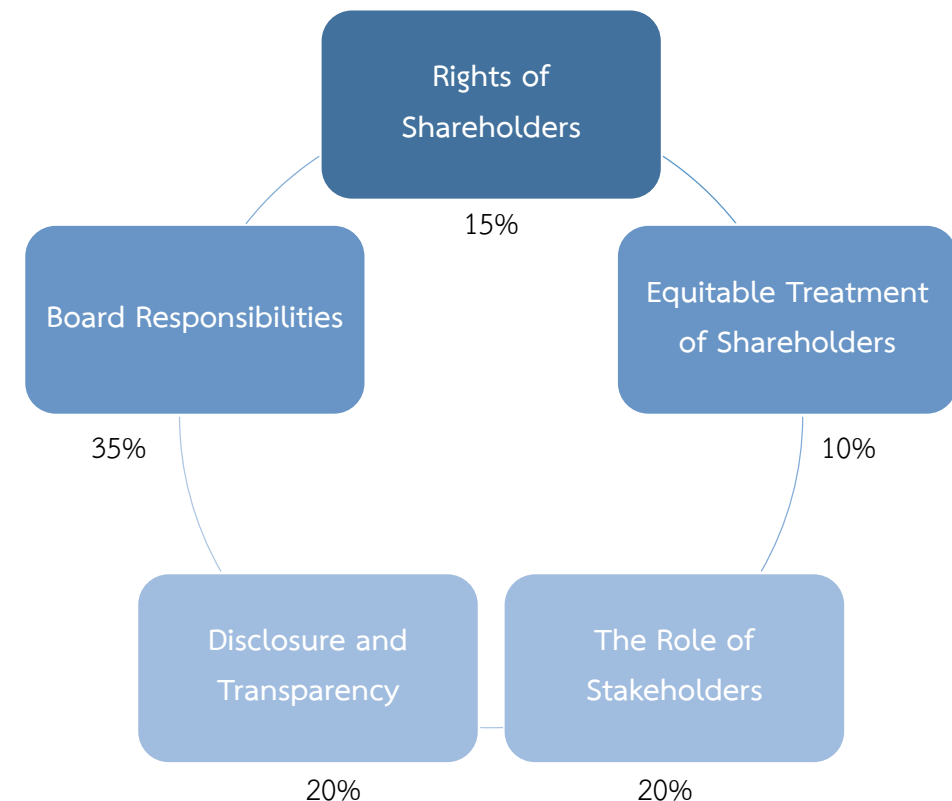 Rights of
Shareholders
15%
Equitable Treatment
of Shareholders
10%
The Role of
Stakeholders
20%
Disclosure and
Transparency
20%
Board Responsibilities
35%